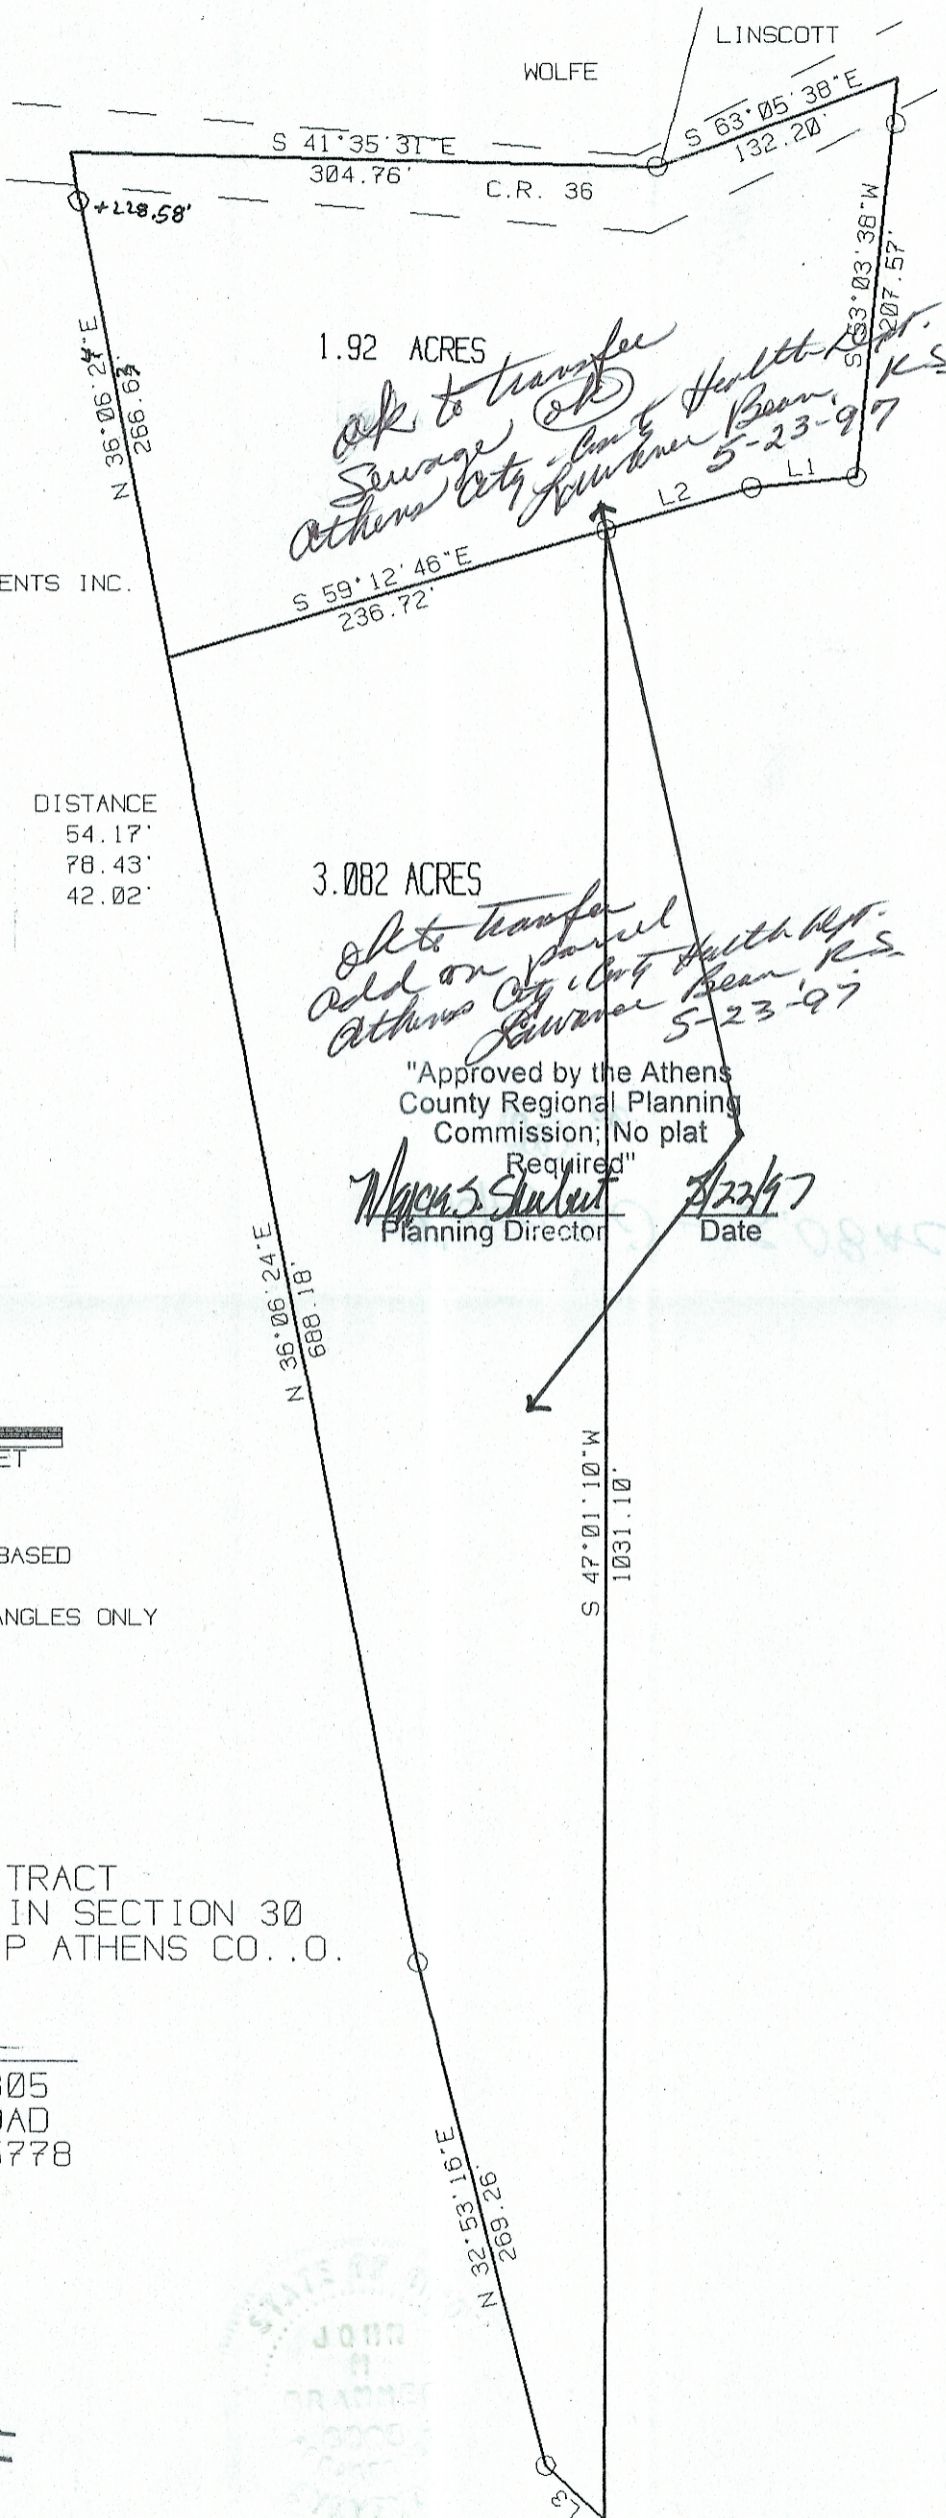 LINSCOTT
WOLFE
S 63°05'38"E
132.20'
S 41°35'31"E
304.76'
C.R. 36
+228.58'
S 63°03'38"W
207.57'
N 36°06'24"E
266.63'
1.92 ACRES
ok to transfer
Sewage ok
Athens City - County Health Dept.
Bean, R.S.
5-23-97
L1
L2
S 59°12'46"E
236.72'
ENTS INC.
DISTANCE
54.17'
78.43'
42.02'
3.082 ACRES
ok to transfer
add on parcel
Athens City - County Health Dept.
Bean R.S.
5-23-97
"Approved by the Athens
County Regional Planning
Commission; No plat
Required"
Planning Director
Date
N 36°06'24"E
688.18'
ET
S 47°01'10"W
1031.10'
BASED
ANGLES ONLY
TRACT
IN SECTION 30
P ATHENS CO..O.
305
OAD
5778
N 32°53'16"E
269.26'
L3